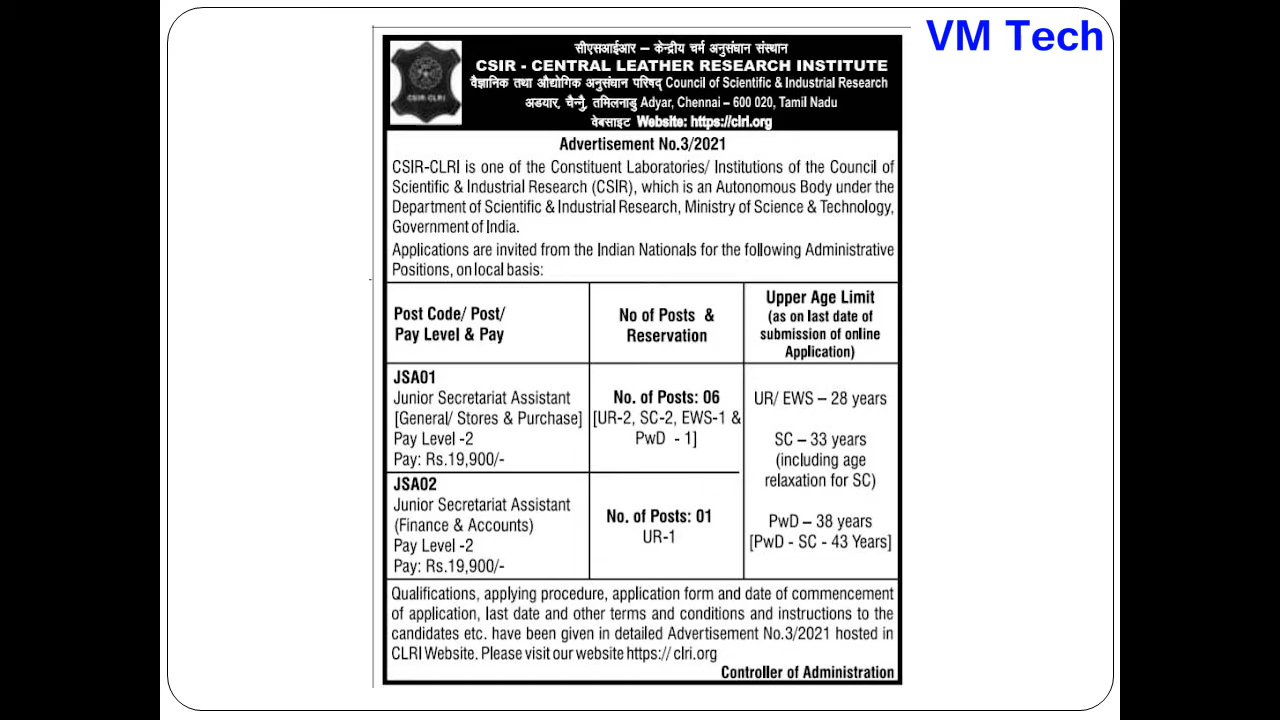 VM Tech
सीएसआईआर – केन्द्रीय चर्म अनुसंधान संस्थान
CSIR - CENTRAL LEATHER RESEARCH INSTITUTE
वैज्ञानिक तथा औद्योगिक अनुसंधान परिषद् Council of Scientific & Industrial Research
अडयार, चैन्नै, तमिलनाडु Adyar, Chennai – 600 020, Tamil Nadu
वेबसाइट Website: https://clri.org
CSIR-CLRI
Advertisement No.3/2021
CSIR-CLRI is one of the Constituent Laboratories/ Institutions of the Council of
Scientific & Industrial Research (CSIR), which is an Autonomous Body under the
Department of Scientific & Industrial Research, Ministry of Science & Technology,
Government of India.
Applications are invited from the Indian Nationals for the following Administrative
Positions, on local basis:
Post Code/ Post/
Pay Level & Pay
No of Posts &
Reservation
Upper Age Limit
(as on last date of
submission of online
Application)
JSA01
Junior Secretariat Assistant
[General/ Stores & Purchase]
Pay Level -2
Pay: Rs.19,900/-
No. of Posts: 06
[UR-2, SC-2, EWS-1 &
PwD - 1]
UR/ EWS – 28 years
SC – 33 years
(including age
relaxation for SC)
PwD – 38 years
[PwD - SC - 43 Years]
JSA02
Junior Secretariat Assistant
(Finance & Accounts)
Pay Level -2
Pay: Rs.19,900/-
No. of Posts: 01
UR-1
Qualifications, applying procedure, application form and date of commencement
of application, last date and other terms and conditions and instructions to the
candidates etc. have been given in detailed Advertisement No.3/2021 hosted in
CLRI Website. Please visit our website https:// clri.org
Controller of Administration